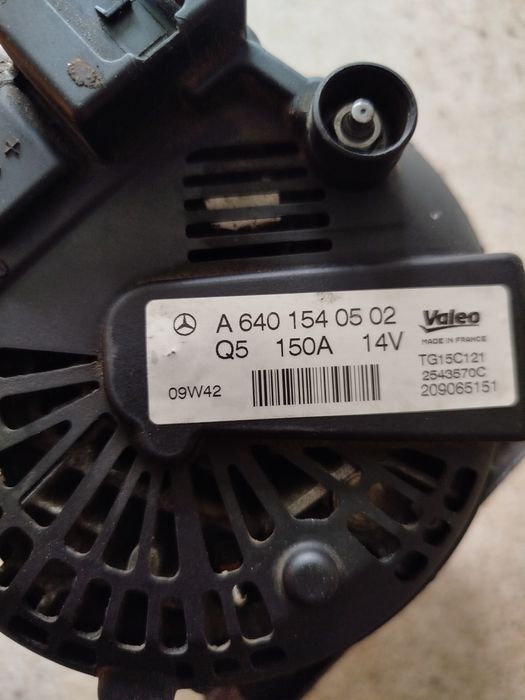 A 640 154 05 02
Q5 150A 14V
09W42
Valeo
MADE IN FRANCE
TG15C121
2543570C
209065151
+